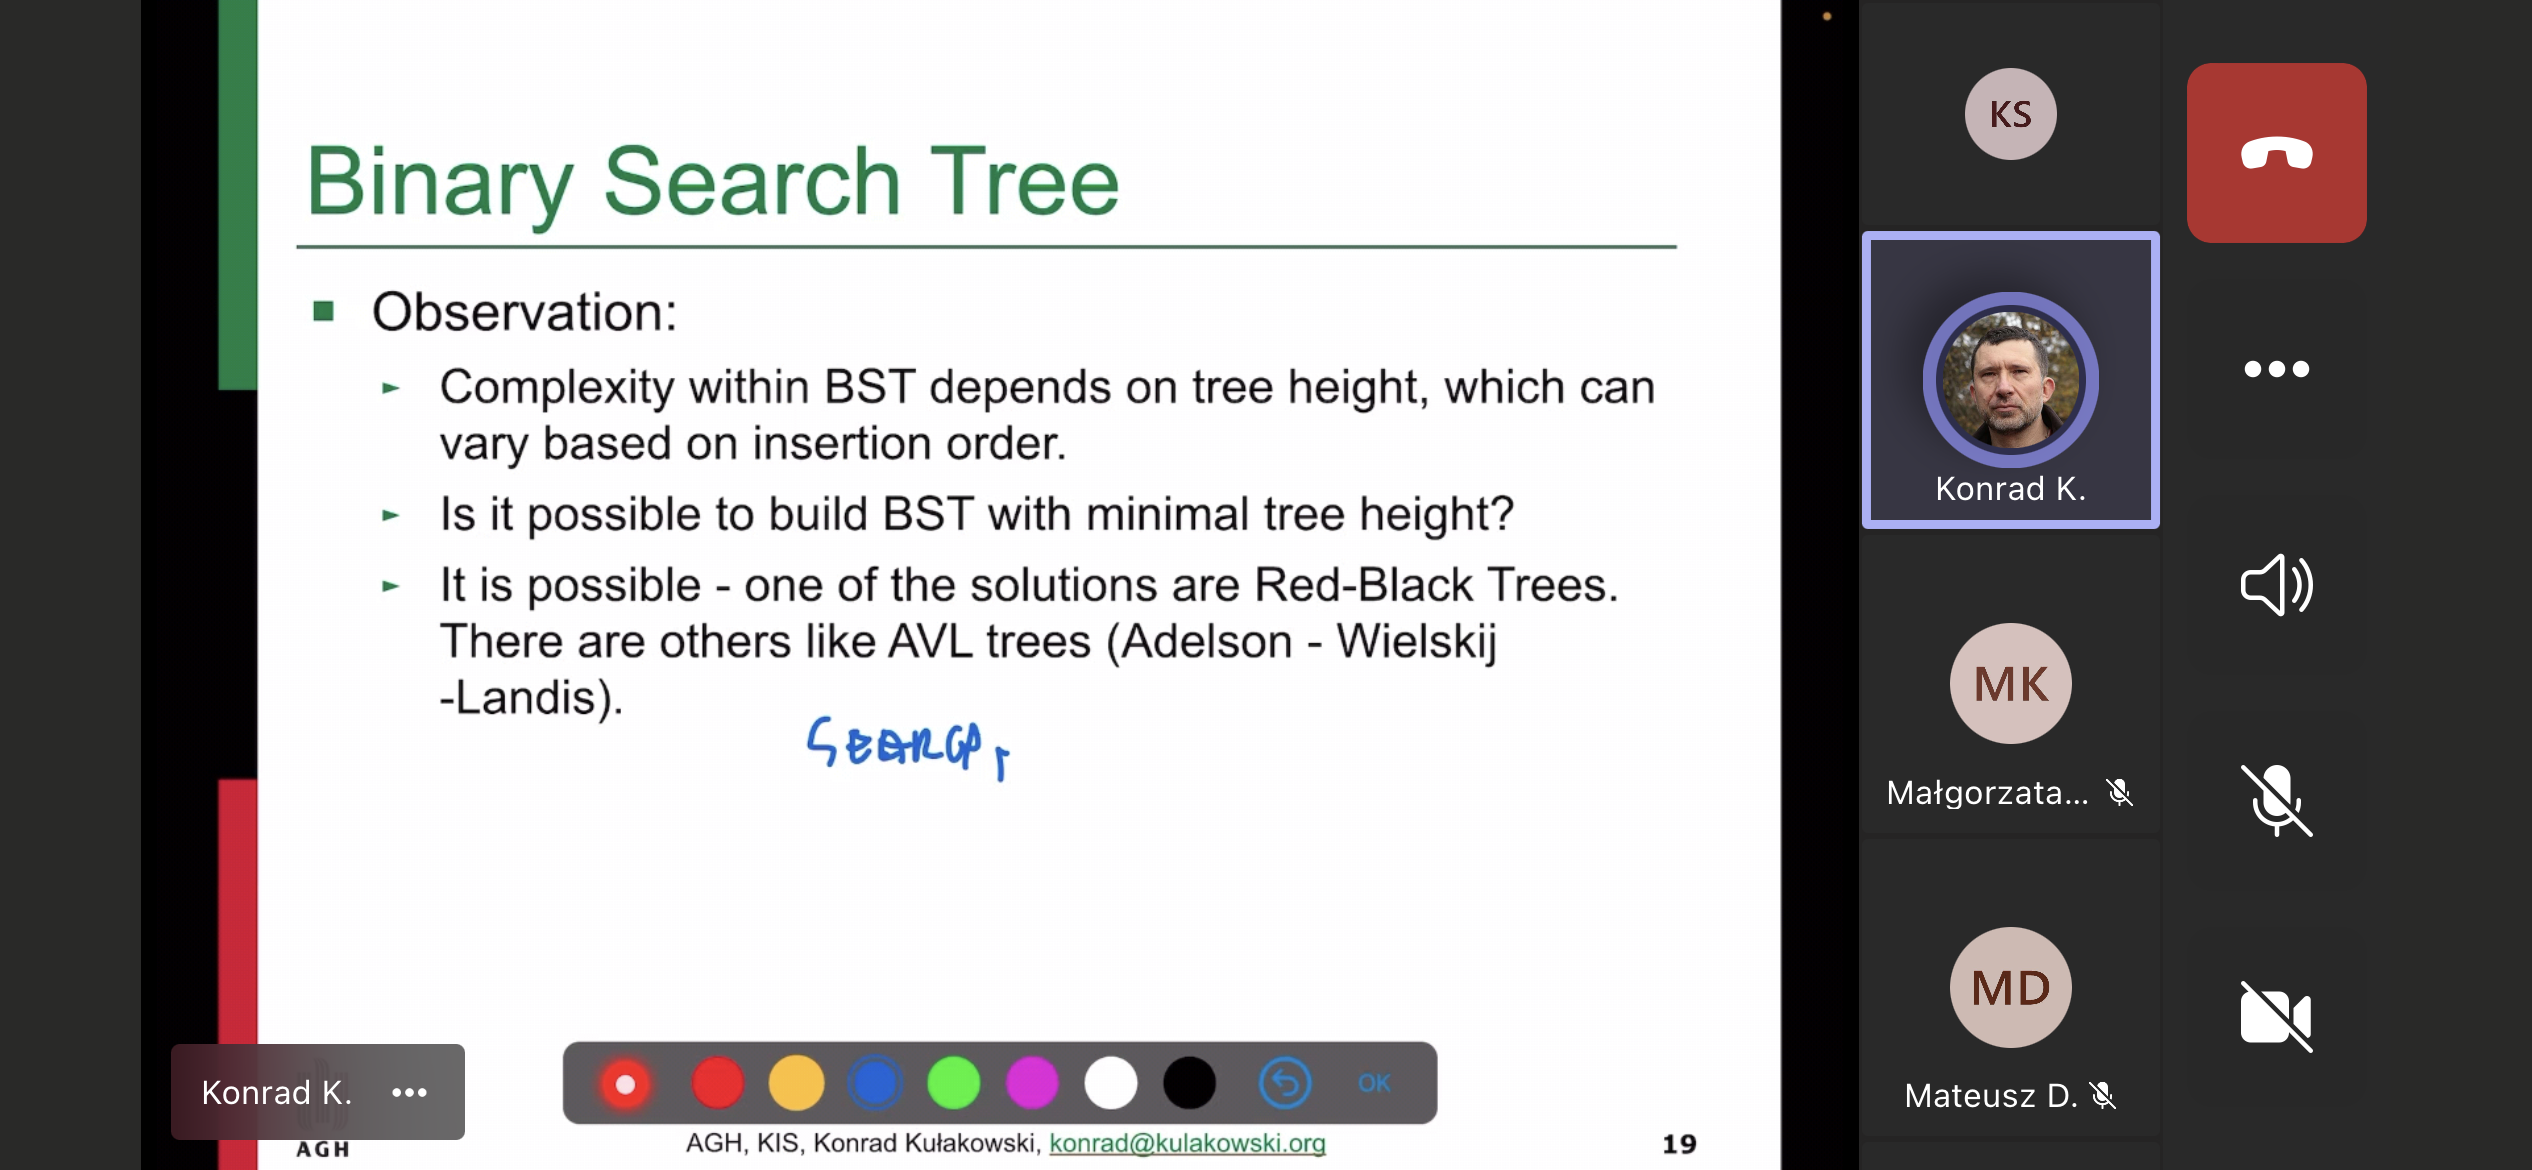 Binary Search Tree
Observation:
Complexity within BST depends on tree height, which can
vary based on insertion order.
Is it possible to build BST with minimal tree height?
It is possible - one of the solutions are Red-Black Trees.
There are others like AVL trees (Adelson - Wielskij
-Landis).
Konrad K.
OK
AGH
AGH, KIS, Konrad Kułakowski, konrad@kulakowski.org
19
KS
Konrad K.
MK
Małgorzata...
MD
Mateusz D.